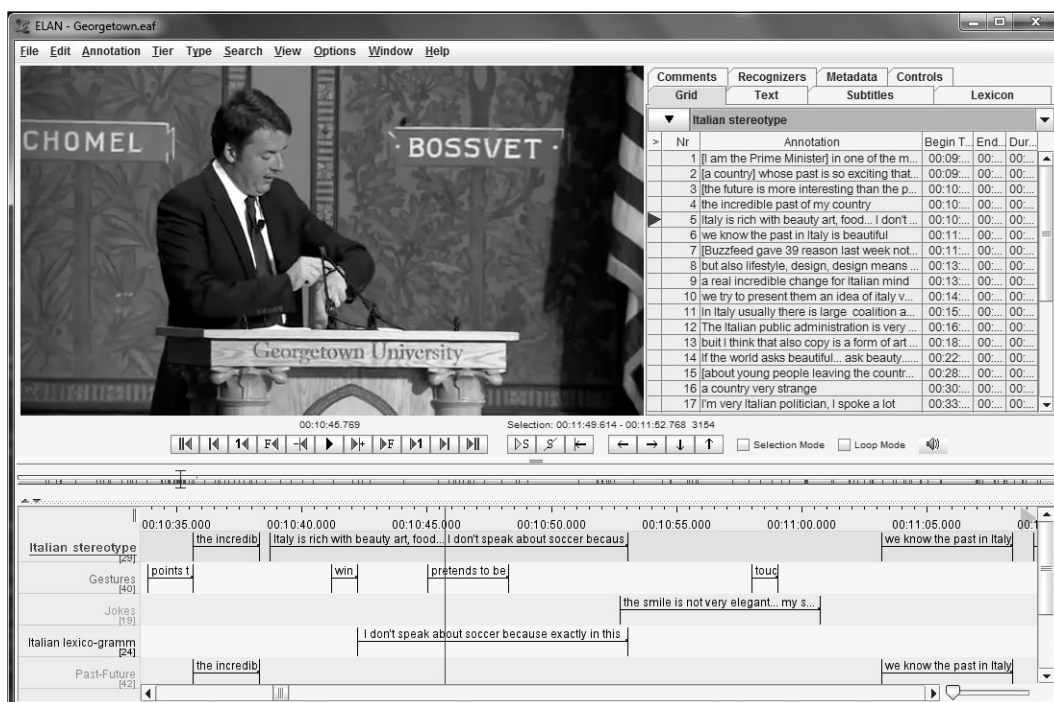 ELAN - Georgetown.eaf
File Edit Annotation Tier Type Search View Options Window Help
CHOMEL
BOSSVET
Georgetown University
Comments Recognizers Metadata Controls
Grid Text Subtitles Lexicon
Italian stereotype
> Nr Annotation Begin T... End... Dur...
1 [I am the Prime Minister] in one of the m... 00:09:... 00:... 00:...
2 [a country] whose past is so exciting that... 00:09:... 00:... 00:...
3 [the future is more interesting than the p... 00:10:... 00:... 00:...
4 the incredible past of my country 00:10:... 00:... 00:...
5 Italy is rich with beauty art, food... I don't ... 00:10:... 00:... 00:...
6 we know the past in Italy is beautiful 00:11:... 00:... 00:...
7 [Buzzfeed gave 39 reason last week not... 00:11:... 00:... 00:...
8 but also lifestyle, design, design means ... 00:13:... 00:... 00:...
9 a real incredible change for Italian mind 00:13:... 00:... 00:...
10 we try to present them an idea of italy v... 00:14:... 00:... 00:...
11 In Italy usually there is large coalition a... 00:15:... 00:... 00:...
12 The Italian public administration is very ... 00:16:... 00:... 00:...
13 buit I think that also copy is a form of art ... 00:18:... 00:... 00:...
14 If the world asks beautiful... ask beauty...... 00:22:... 00:... 00:...
15 [about young people leaving the countr... 00:28:... 00:... 00:...
16 a country very strange 00:30:... 00:... 00:...
17 I'm very Italian politician, I spoke a lot 00:33:... 00:... 00:...
00:10:45.769 Selection: 00:11:49.614 - 00:11:52.768 3154
1 F F 1 S S Selection Mode Loop Mode
00:10:35.000 00:10:40.000 00:10:45.000 00:10:50.000 00:10:55.000 00:11:00.000 00:11:05.000 00:1
Italian stereotype [29] the incredib Italy is rich with beauty art, food... I don't speak about soccer becaus we know the past in Italy
Gestures [40] points t win pretends to be touc
Jokes [19] the smile is not very elegant... my s...
Italian lexico-gramm [24] I don't speak about soccer because exactly in this
Past-Future [42] the incredib we know the past in Italy